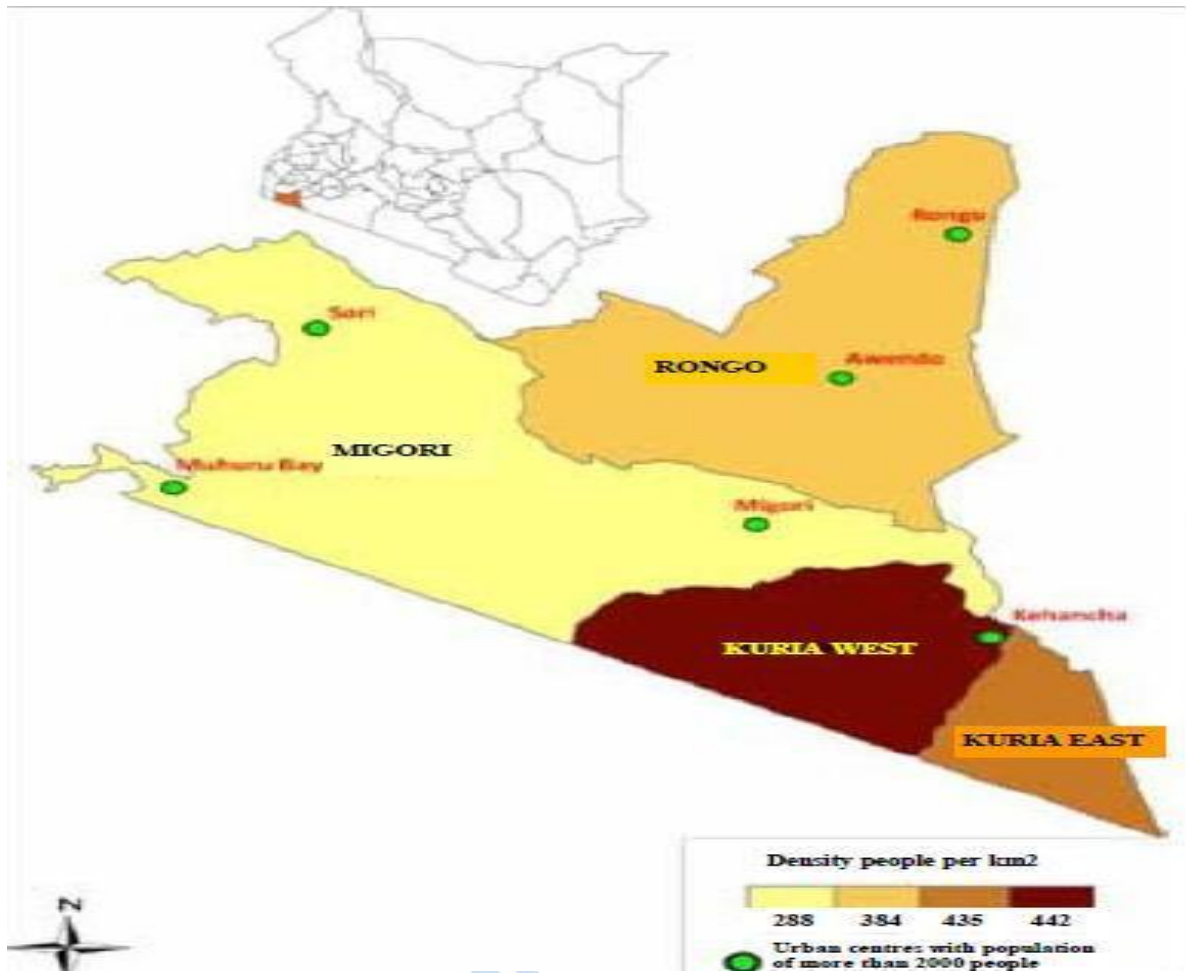 Rongo
Sori
RONGO
Awendo
MIGORI
Muhuru Bay
Migori
Kehancha
KURIA WEST
KURIA EAST
Density people per km2
288 384 435 442
Urban centres with population
of more than 2000 people
N